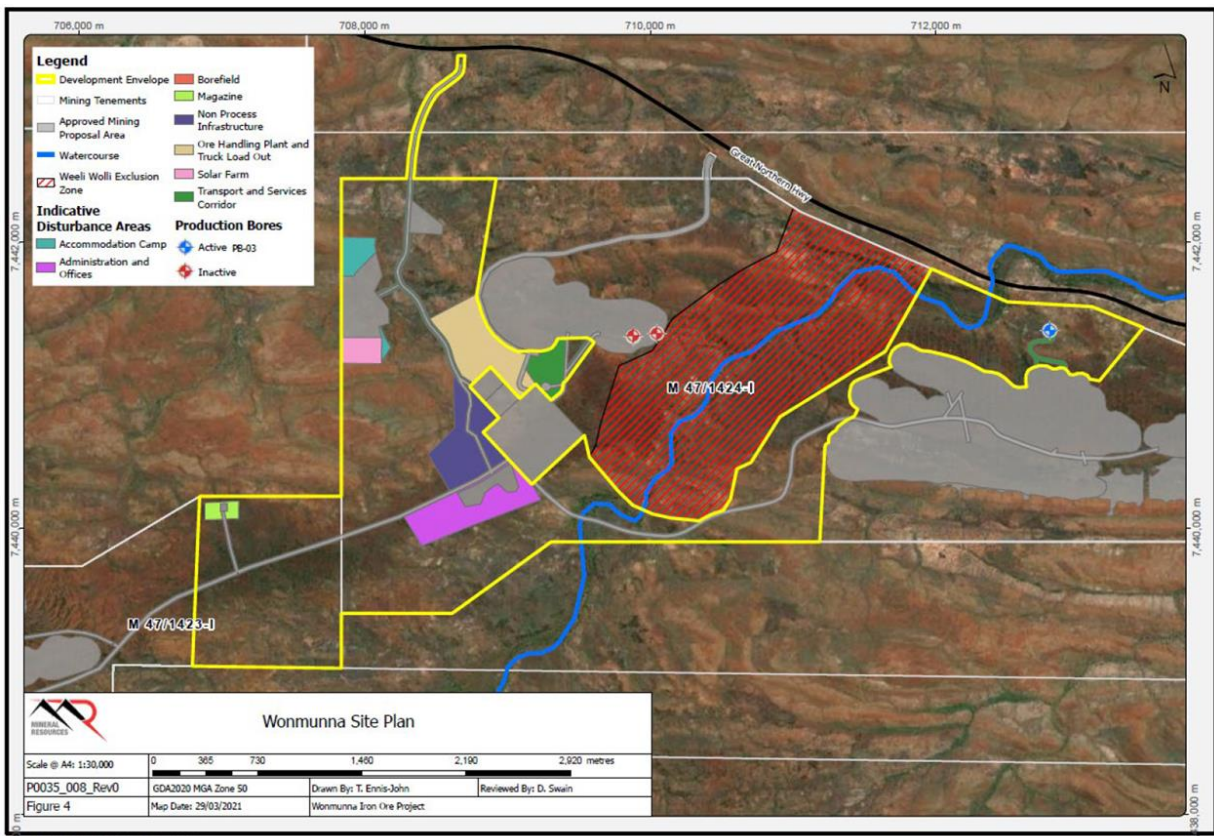 706,000 m
708,000 m
710,000 m
712,000 m
Legend
Development Envelope
Mining Tenements
Approved Mining
Proposal Area
Watercourse
Weeli Wolli Exclusion
Zone
Indicative
Disturbance Areas
Accommodation Camp
Administration and
Offices
Borefield
Magazine
Non Process
Infrastructure
Ore Handling Plant and
Truck Load Out
Solar Farm
Transport and Services
Corridor
Production Bores
Active PB-03
Inactive
N
Great Northern Hwy
7,442,000 m
7,442,000 m
M 47/1424-I
7,440,000 m
7,440,000 m
M 47/1423-I
MINERAL
RESOURCES
Wonmunna Site Plan
Scale @ A4: 1:30,000
0 365 730 1,460 2,190 2,920 metres
P0035_008_Rev0
GDA2020 MGA Zone 50
Drawn By: T. Ennis-John
Reviewed By: D. Swain
Figure 4
Map Date: 29/03/2021
Wonmunna Iron Ore Project